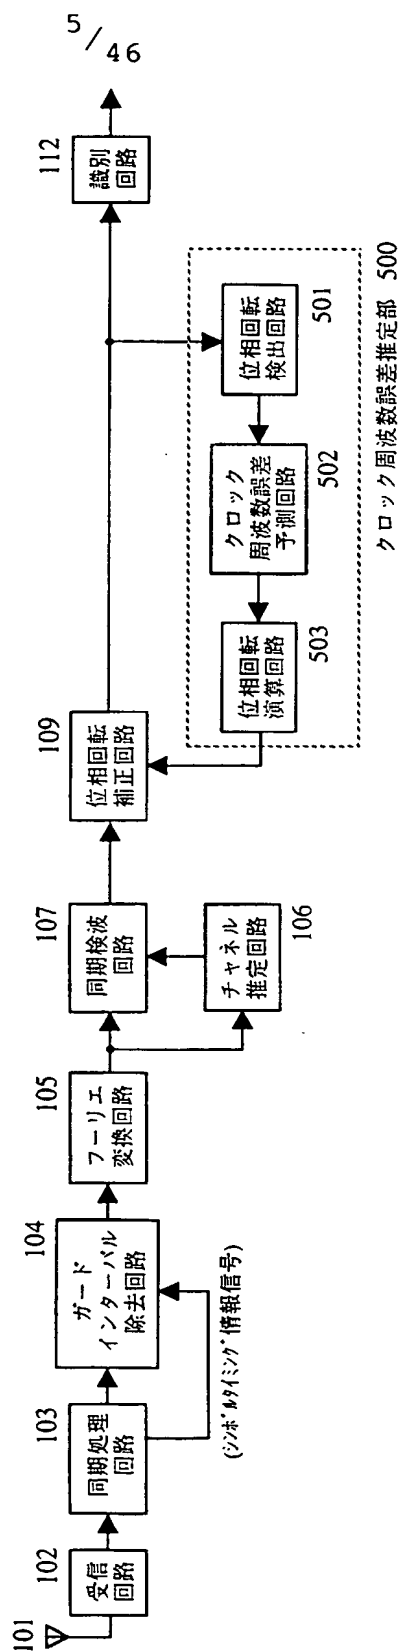 5/46
101
102
受信
回路
103
同期処理
回路
(シンボルタイミング情報信号)
104
ガード
インターバル
除去回路
105
フーリエ
変換回路
106
チャネル
推定回路
107
同期検波
回路
109
位相回転
補正回路
503
位相回転
演算回路
502
クロック
周波数誤差
予測回路
501
位相回転
検出回路
クロック周波数誤差推定部 500
112
識別
回路